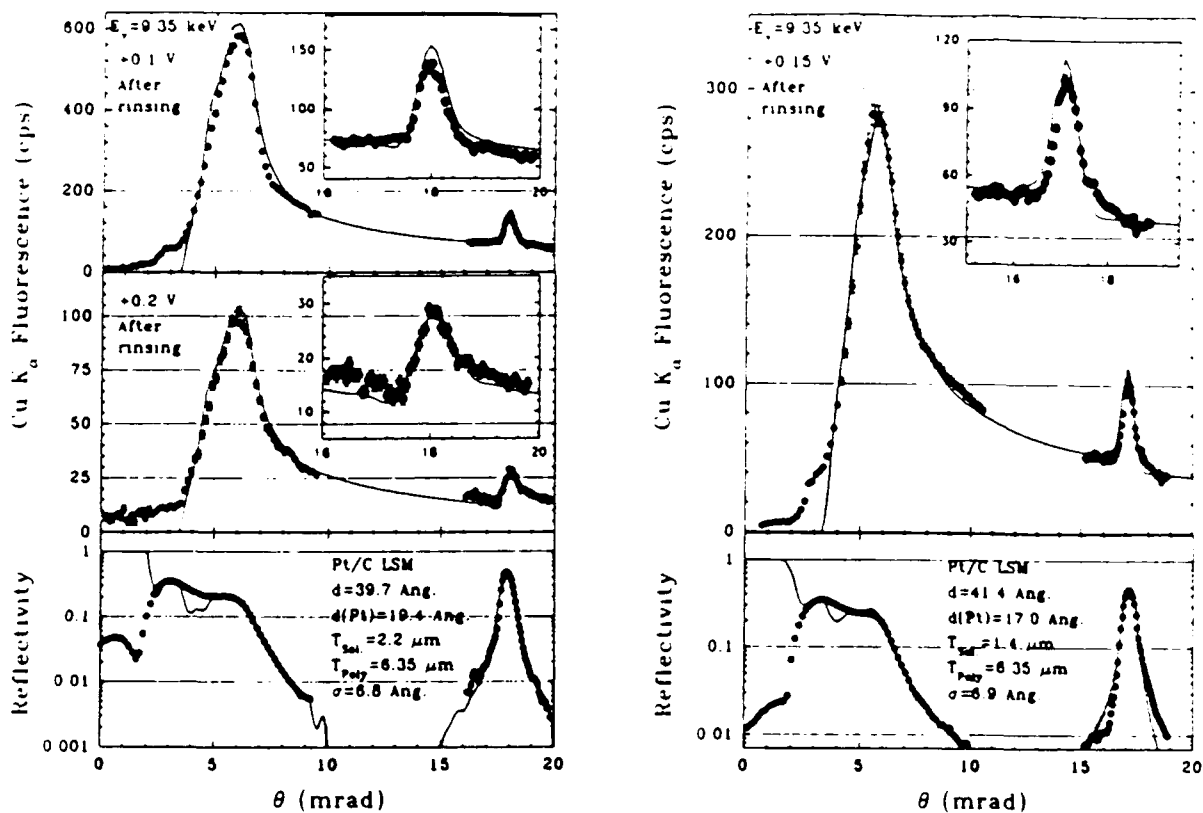 E_γ=9.35 keV
+0.1 V
After
rinsing
Cu K_α Fluorescence (cps)
600
400
200
0
150
100
50
16
18
20
+0.2 V
After
rinsing
100
75
50
25
0
30
20
10
16
18
20
Reflectivity
1
0.1
0.01
0.001
Pt/C LSM
d=39.7 Ang.
d(Pt)=19.4 Ang.
T_Sol.=2.2 μm
T_Poly=6.35 μm
σ=6.8 Ang.
0
5
10
15
20
θ (mrad)
E_γ=9.35 keV
+0.15 V
After
rinsing
Cu K_α Fluorescence (cps)
300
200
100
0
120
90
60
30
16
18
Reflectivity
1
0.1
0.01
Pt/C LSM
d=41.4 Ang.
d(Pt)=17.0 Ang.
T_Sol=1.4 μm
T_Poly=6.35 μm
σ=6.9 Ang.
0
5
10
15
20
θ (mrad)